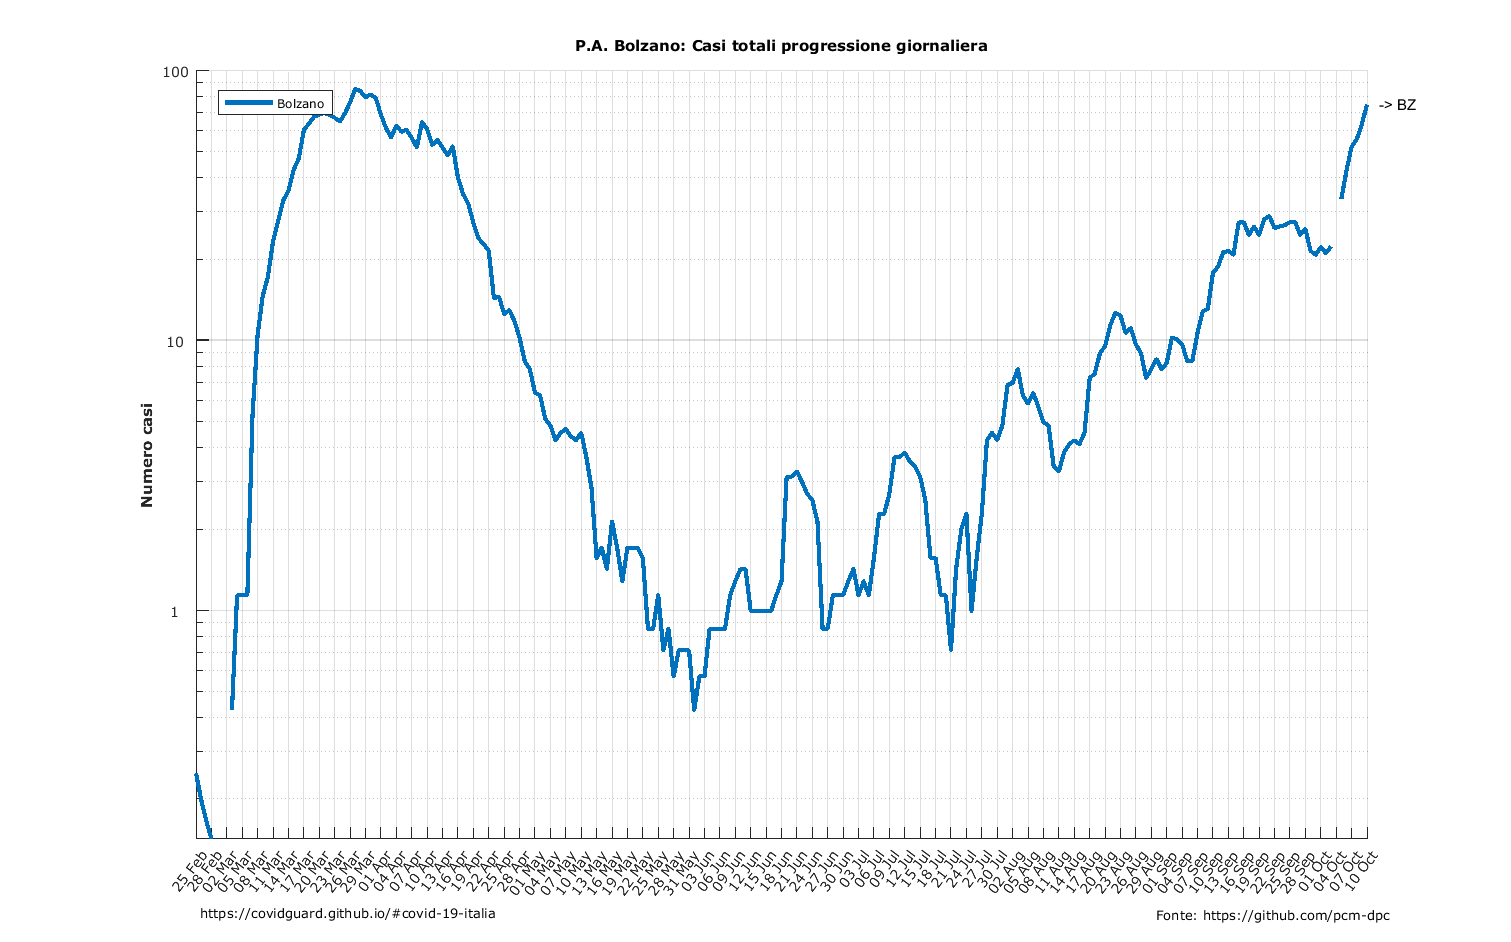 P.A. Bolzano: Casi totali progressione giornaliera
100
10
1
Numero casi
Bolzano
-> BZ
25 Feb
28 Feb
02 Mar
05 Mar
08 Mar
11 Mar
14 Mar
17 Mar
20 Mar
23 Mar
26 Mar
29 Mar
01 Apr
04 Apr
07 Apr
10 Apr
13 Apr
16 Apr
19 Apr
22 Apr
25 Apr
28 Apr
01 May
04 May
07 May
10 May
13 May
16 May
19 May
22 May
25 May
28 May
31 May
03 Jun
06 Jun
09 Jun
12 Jun
15 Jun
18 Jun
21 Jun
24 Jun
27 Jun
30 Jun
03 Jul
06 Jul
09 Jul
12 Jul
15 Jul
18 Jul
21 Jul
24 Jul
27 Jul
30 Jul
02 Aug
05 Aug
08 Aug
11 Aug
14 Aug
17 Aug
20 Aug
23 Aug
26 Aug
29 Aug
01 Sep
04 Sep
07 Sep
10 Sep
13 Sep
16 Sep
19 Sep
22 Sep
25 Sep
28 Sep
01 Oct
04 Oct
07 Oct
10 Oct
https://covidguard.github.io/#covid-19-italia
Fonte: https://github.com/pcm-dpc